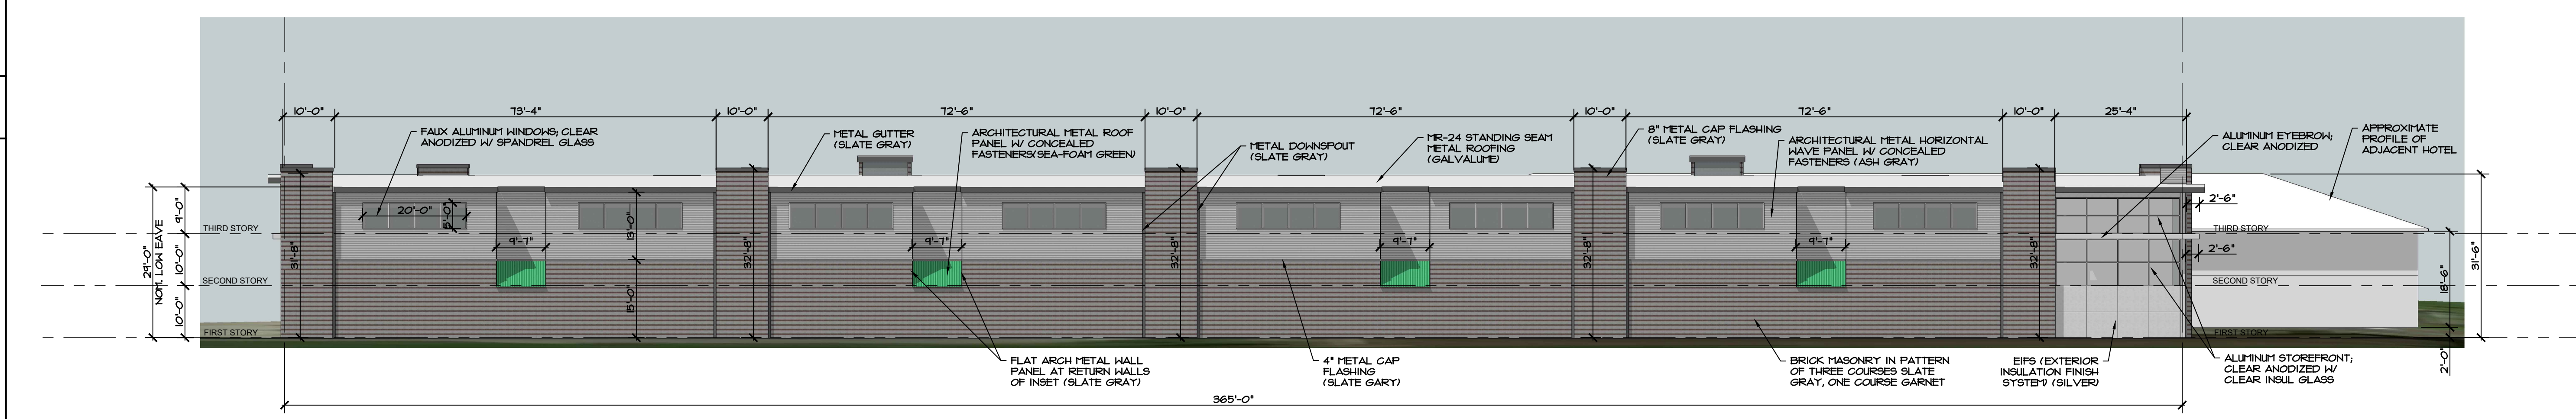 10'-0"
73'-4"
10'-0"
72'-6"
10'-0"
72'-6"
10'-0"
72'-6"
10'-0"
25'-4"
FAUX ALUMINUM WINDOWS; CLEAR
ANODIZED W/ SPANDREL GLASS
METAL GUTTER
(SLATE GRAY)
ARCHITECTURAL METAL ROOF
PANEL W/ CONCEALED
FASTENERS(SEA-FOAM GREEN)
METAL DOWNSPOUT
(SLATE GRAY)
MR-24 STANDING SEAM
METAL ROOFING
(GALVALUME)
8" METAL CAP FLASHING
(SLATE GRAY)
ARCHITECTURAL METAL HORIZONTAL
WAVE PANEL W/ CONCEALED
FASTENERS (ASH GRAY)
ALUMINUM EYEBROW;
CLEAR ANODIZED
APPROXIMATE
PROFILE OF
ADJACENT HOTEL
29'-0"
NOM. LOW EAVE
9'-0"
10'-0"
10'-0"
THIRD STORY
SECOND STORY
FIRST STORY
31'-8"
20'-0"
5'-0"
9'-7"
13'-0"
15'-0"
32'-8"
9'-7"
32'-8"
9'-7"
32'-8"
9'-7"
32'-8"
2'-6"
2'-6"
THIRD STORY
SECOND STORY
FIRST STORY
18'-6"
31'-6"
2'-0"
FLAT ARCH METAL WALL
PANEL AT RETURN WALLS
OF INSET (SLATE GRAY)
4" METAL CAP
FLASHING
(SLATE GARY)
BRICK MASONRY IN PATTERN
OF THREE COURSES SLATE
GRAY, ONE COURSE GARNET
EIFS (EXTERIOR
INSULATION FINISH
SYSTEM) (SILVER)
ALUMINUM STOREFRONT;
CLEAR ANODIZED W/
CLEAR INSUL GLASS
365'-0"